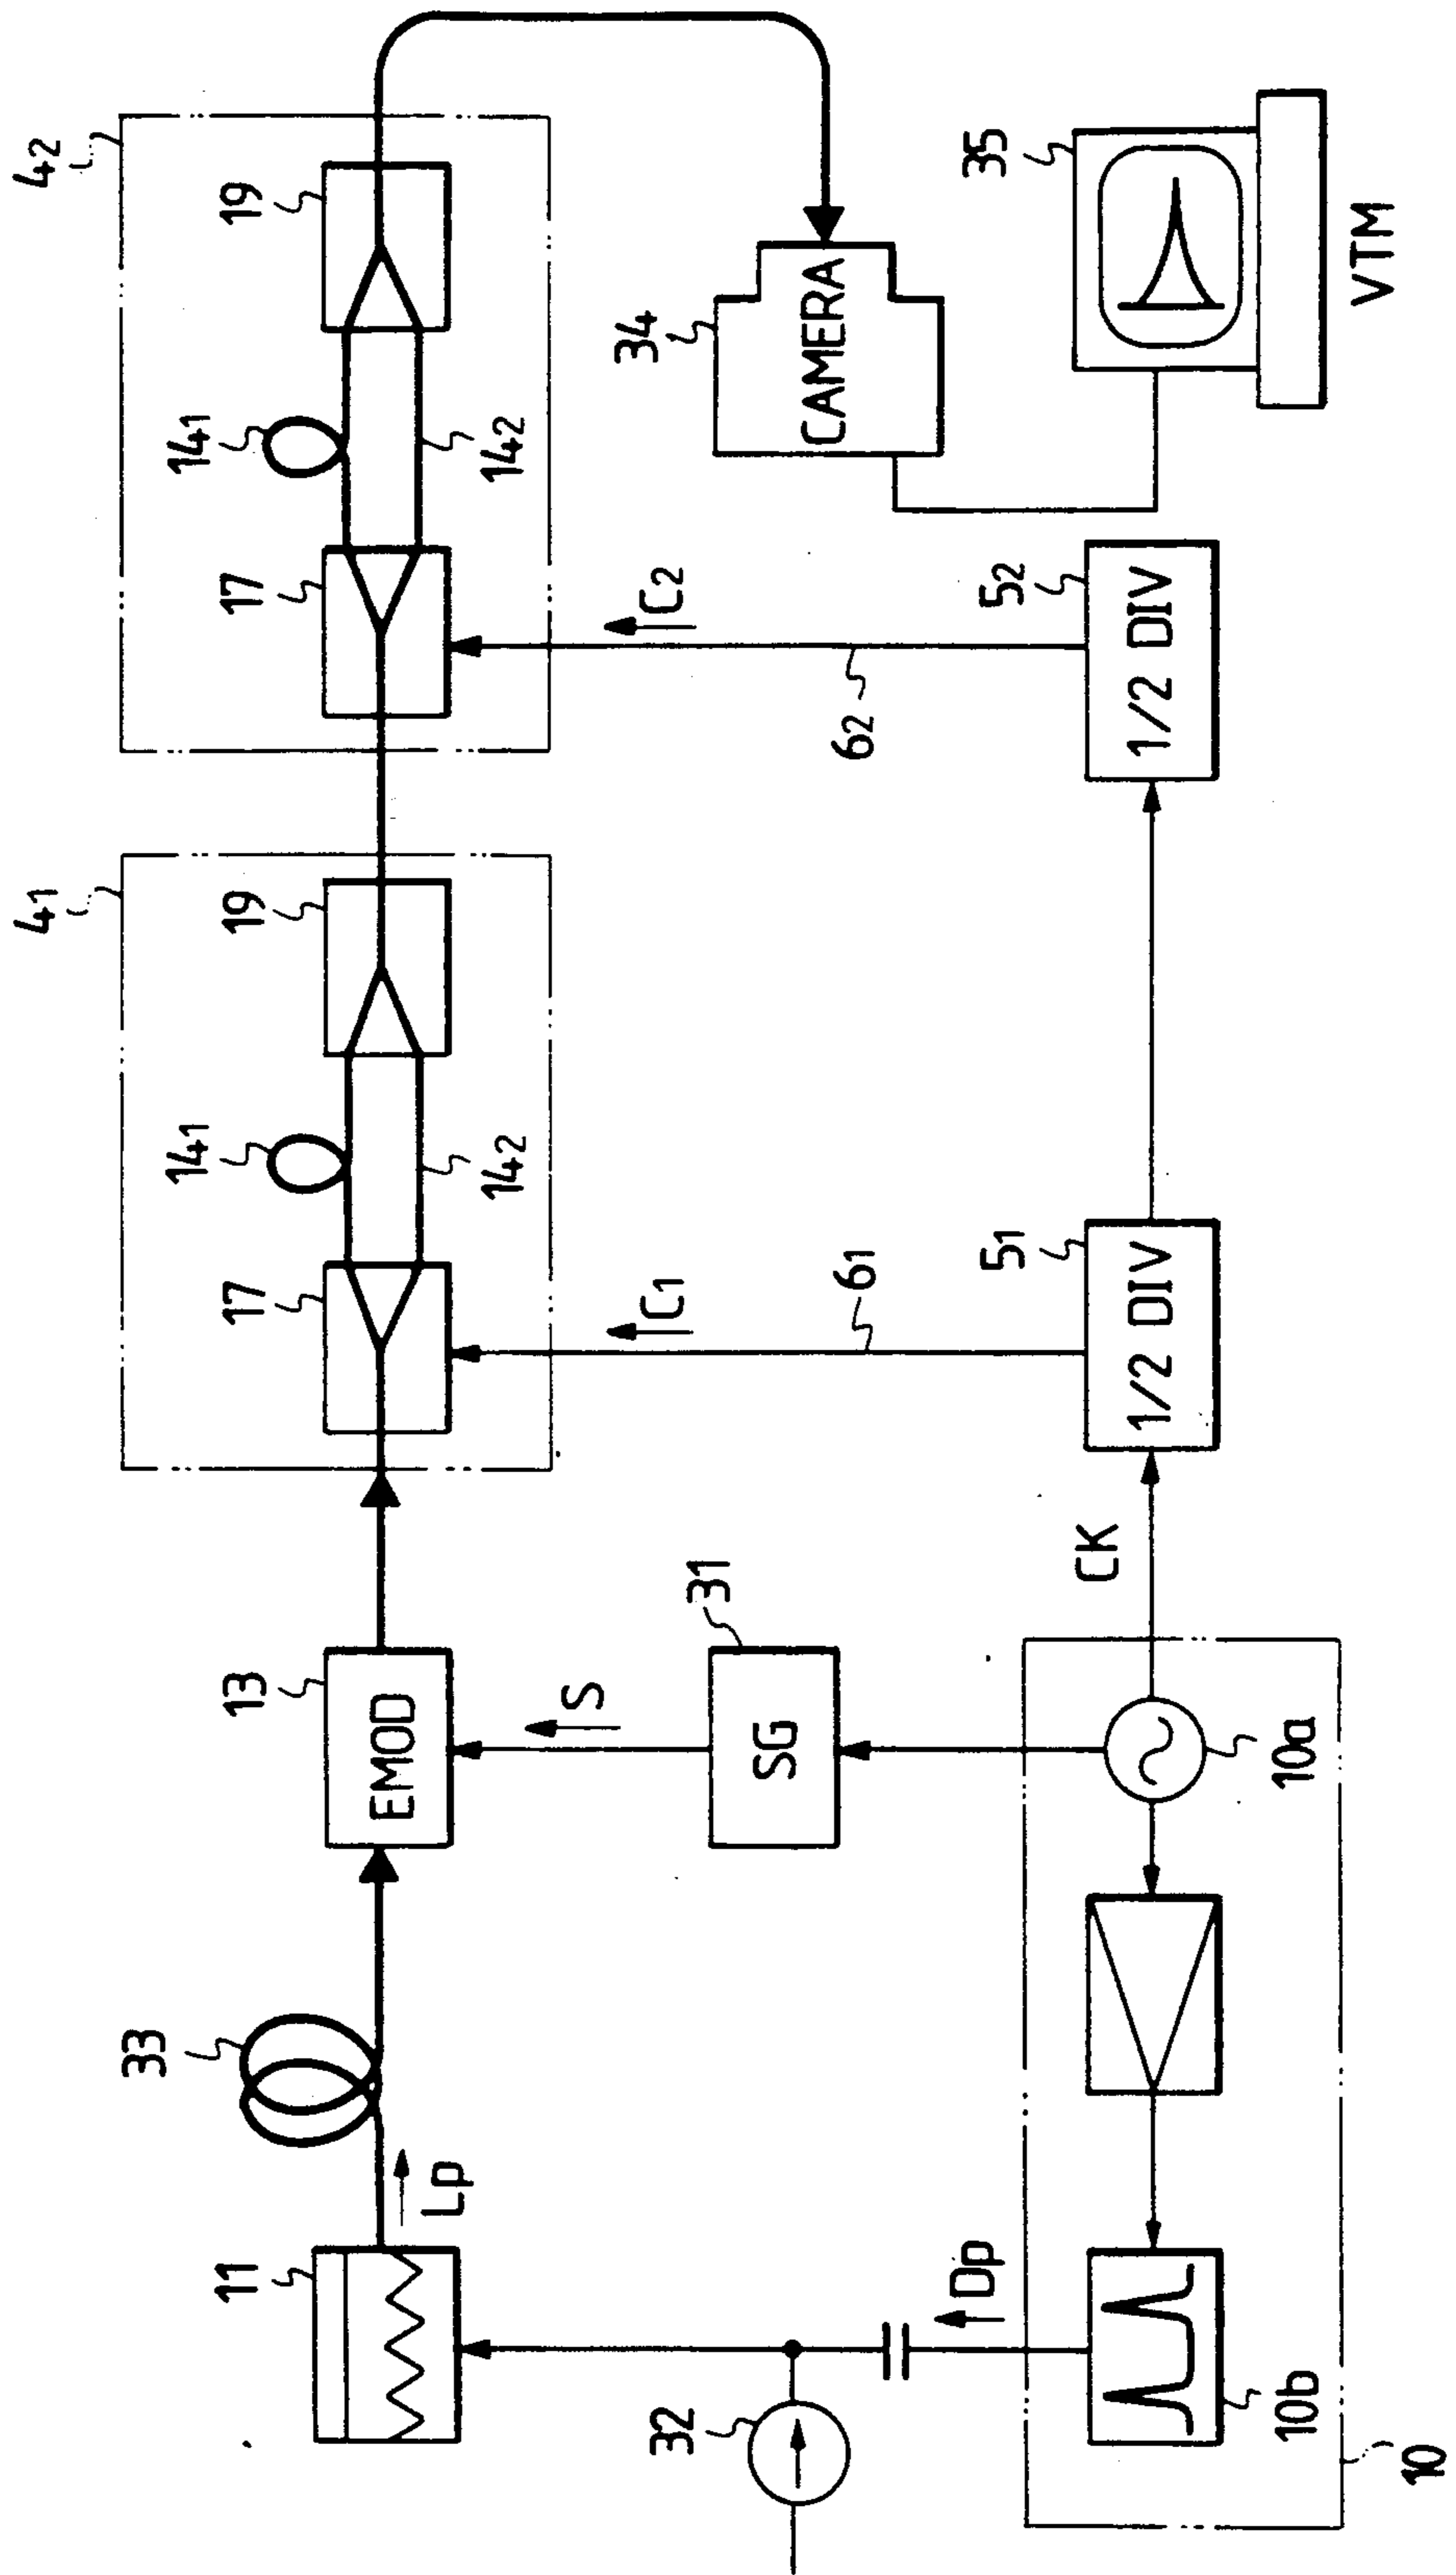 4₁
4₂
33
11
Lp
13
EMOD
17
14₁
14₂
19
17
14₁
14₂
19
S
31
SG
C₁
6₁
C₂
6₂
34
CAMERA
35
VTM
32
Dp
10b
10a
10
CK
5₁
1/2 DIV
5₂
1/2 DIV